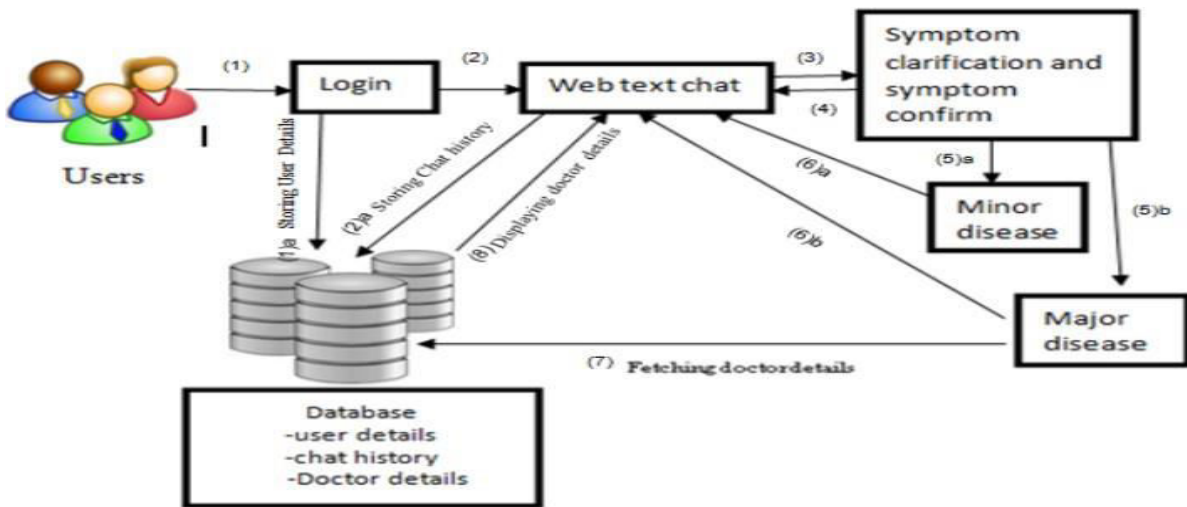 (1)
Login
(2)
Web text chat
(3)
(4)
Symptom
clarification and
symptom
confirm
Users
(1)a Storing User Details
(2)a Storing Chat history
(8) Displaying doctor details
(6)a
(6)b
(5)a
(5)b
Minor
disease
Major
disease
(7) Fetching doctordetails
Database
-user details
-chat history
-Doctor details